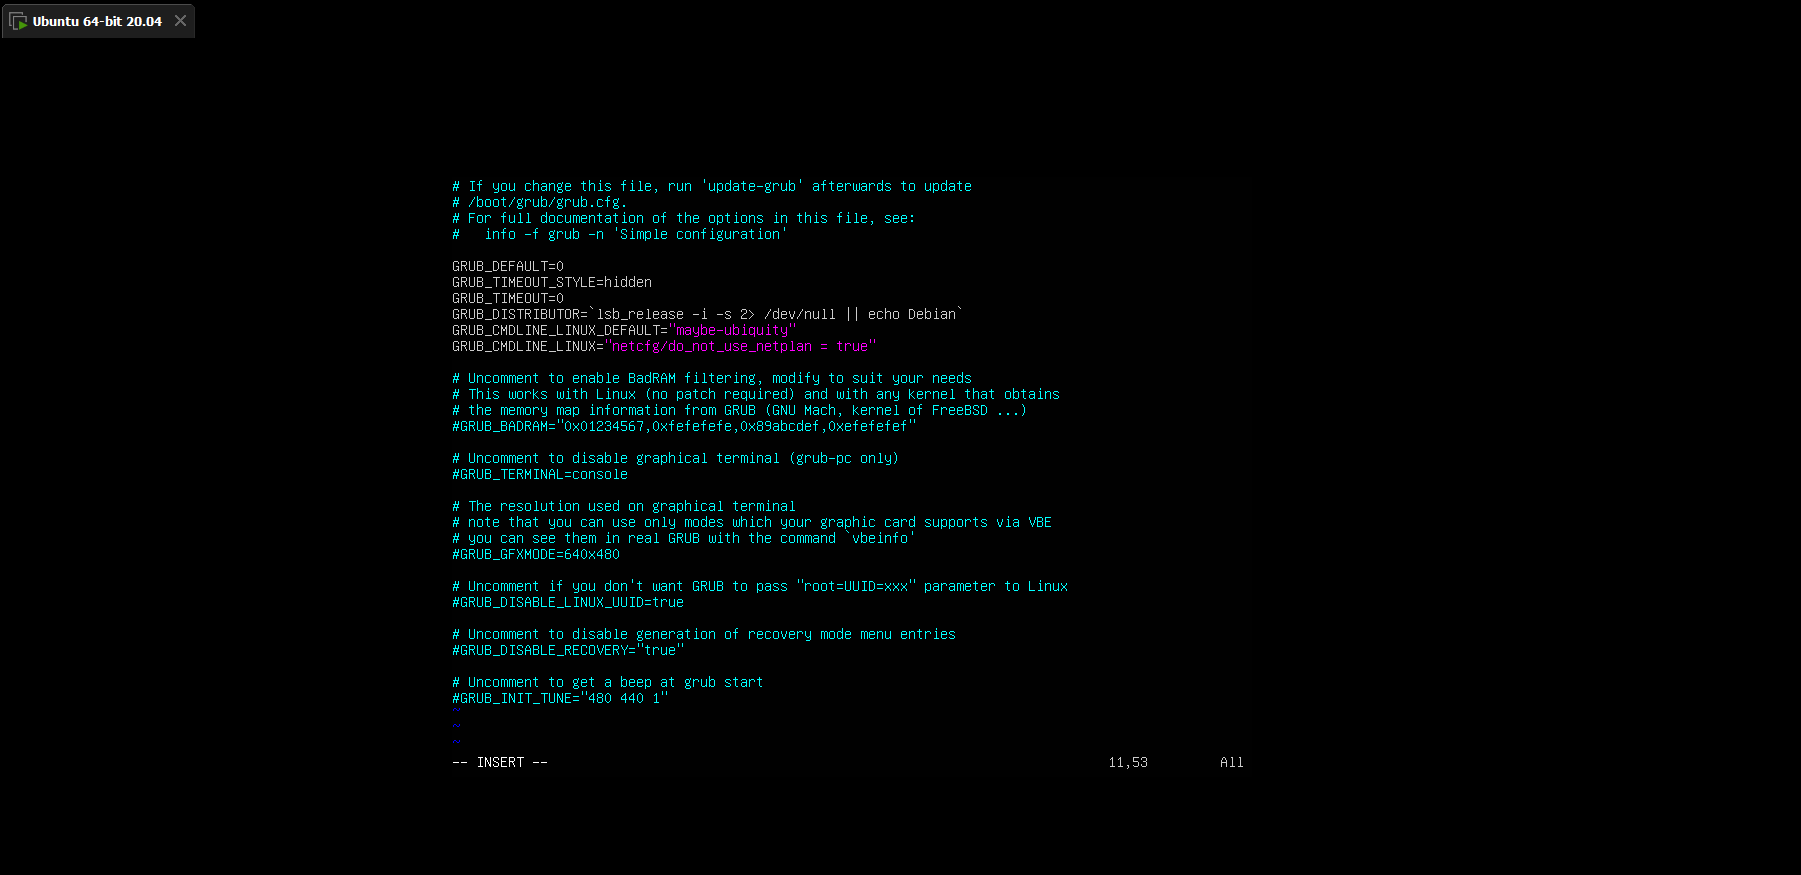 Ubuntu 64-bit 20.04
# If you change this file, run 'update-grub' afterwards to update
# /boot/grub/grub.cfg.
# For full documentation of the options in this file, see:
#   info -f grub -n 'Simple configuration'
GRUB_DEFAULT=0
GRUB_TIMEOUT_STYLE=hidden
GRUB_TIMEOUT=0
GRUB_DISTRIBUTOR=`lsb_release -i -s 2> /dev/null || echo Debian`
GRUB_CMDLINE_LINUX_DEFAULT="maybe-ubiquity"
GRUB_CMDLINE_LINUX="netcfg/do_not_use_netplan = true"
# Uncomment to enable BadRAM filtering, modify to suit your needs
# This works with Linux (no patch required) and with any kernel that obtains
# the memory map information from GRUB (GNU Mach, kernel of FreeBSD ...)
#GRUB_BADRAM="0x01234567,0xfefefefe,0x89abcdef,0xefefefef"
# Uncomment to disable graphical terminal (grub-pc only)
#GRUB_TERMINAL=console
# The resolution used on graphical terminal
# note that you can use only modes which your graphic card supports via VBE
# you can see them in real GRUB with the command `vbeinfo'
#GRUB_GFXMODE=640x480
# Uncomment if you don't want GRUB to pass "root=UUID=xxx" parameter to Linux
#GRUB_DISABLE_LINUX_UUID=true
# Uncomment to disable generation of recovery mode menu entries
#GRUB_DISABLE_RECOVERY="true"
# Uncomment to get a beep at grub start
#GRUB_INIT_TUNE="480 440 1"
~
~
~
-- INSERT -- 11,53 All